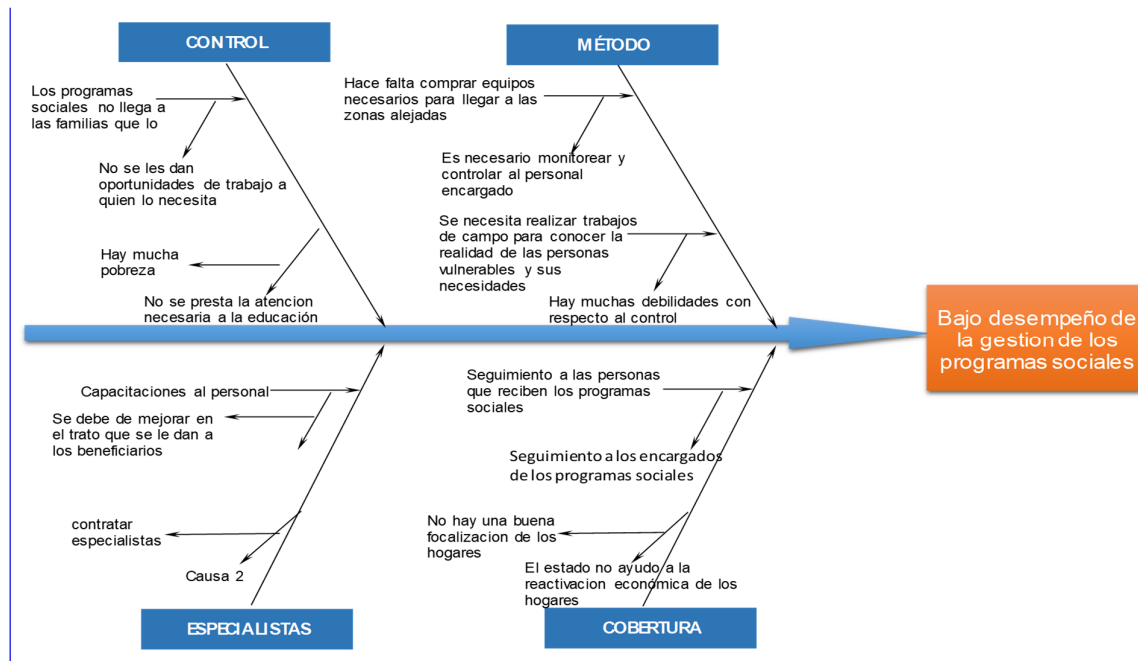 CONTROL
MÉTODO
Los programas
sociales no llega a
las familias que lo
No se les dan
oportunidades de trabajo a
quien lo necesita
Hay mucha
pobreza
No se presta la atencion
necesaria a la educación
Hace falta comprar equipos
necesarios para llegar a las
zonas alejadas
Es necesario monitorear y
controlar al personal
encargado
Se necesita realizar trabajos
de campo para conocer la
realidad de las personas
vulnerables y sus
necesidades
Hay muchas debilidades con
respecto al control
Bajo desempeño de
la gestion de los
programas sociales
Capacitaciones al personal
Se debe de mejorar en
el trato que se le dan a
los beneficiarios
contratar
especialistas
Causa 2
Seguimiento a las personas
que reciben los programas
sociales
Seguimiento a los encargados
de los programas sociales
No hay una buena
focalizacion de los
hogares
El estado no ayudo a la
reactivacion económica de los
hogares
ESPECIALISTAS
COBERTURA